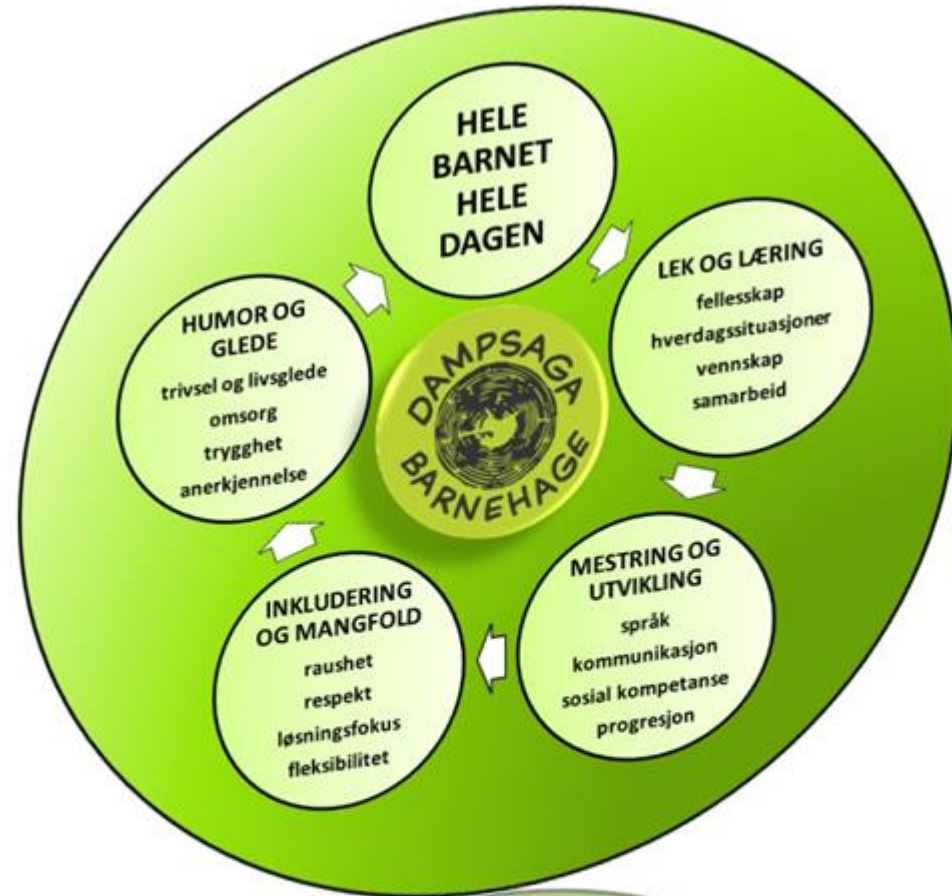 HELE
BARNET
HELE
DAGEN
LEK OG LÆRING
fellesskap
hverdagssituasjoner
vennskap
samarbeid
MESTRING OG
UTVIKLING
språk
kommunikasjon
sosial kompetanse
progresjon
INKLUDERING
OG MANGFOLD
raushet
respekt
løsningsfokus
fleksibilitet
HUMOR OG
GLEDE
trivsel og livsglede
omsorg
trygghet
anerkjennelse
DAMPSAGA
BARNEHAGE